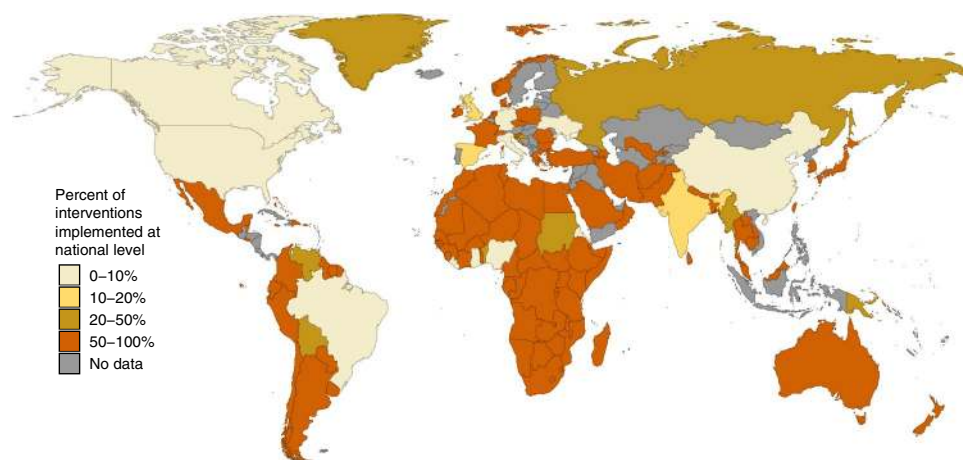 Percent of
interventions
implemented at
national level
0–10%
10–20%
20–50%
50–100%
No data